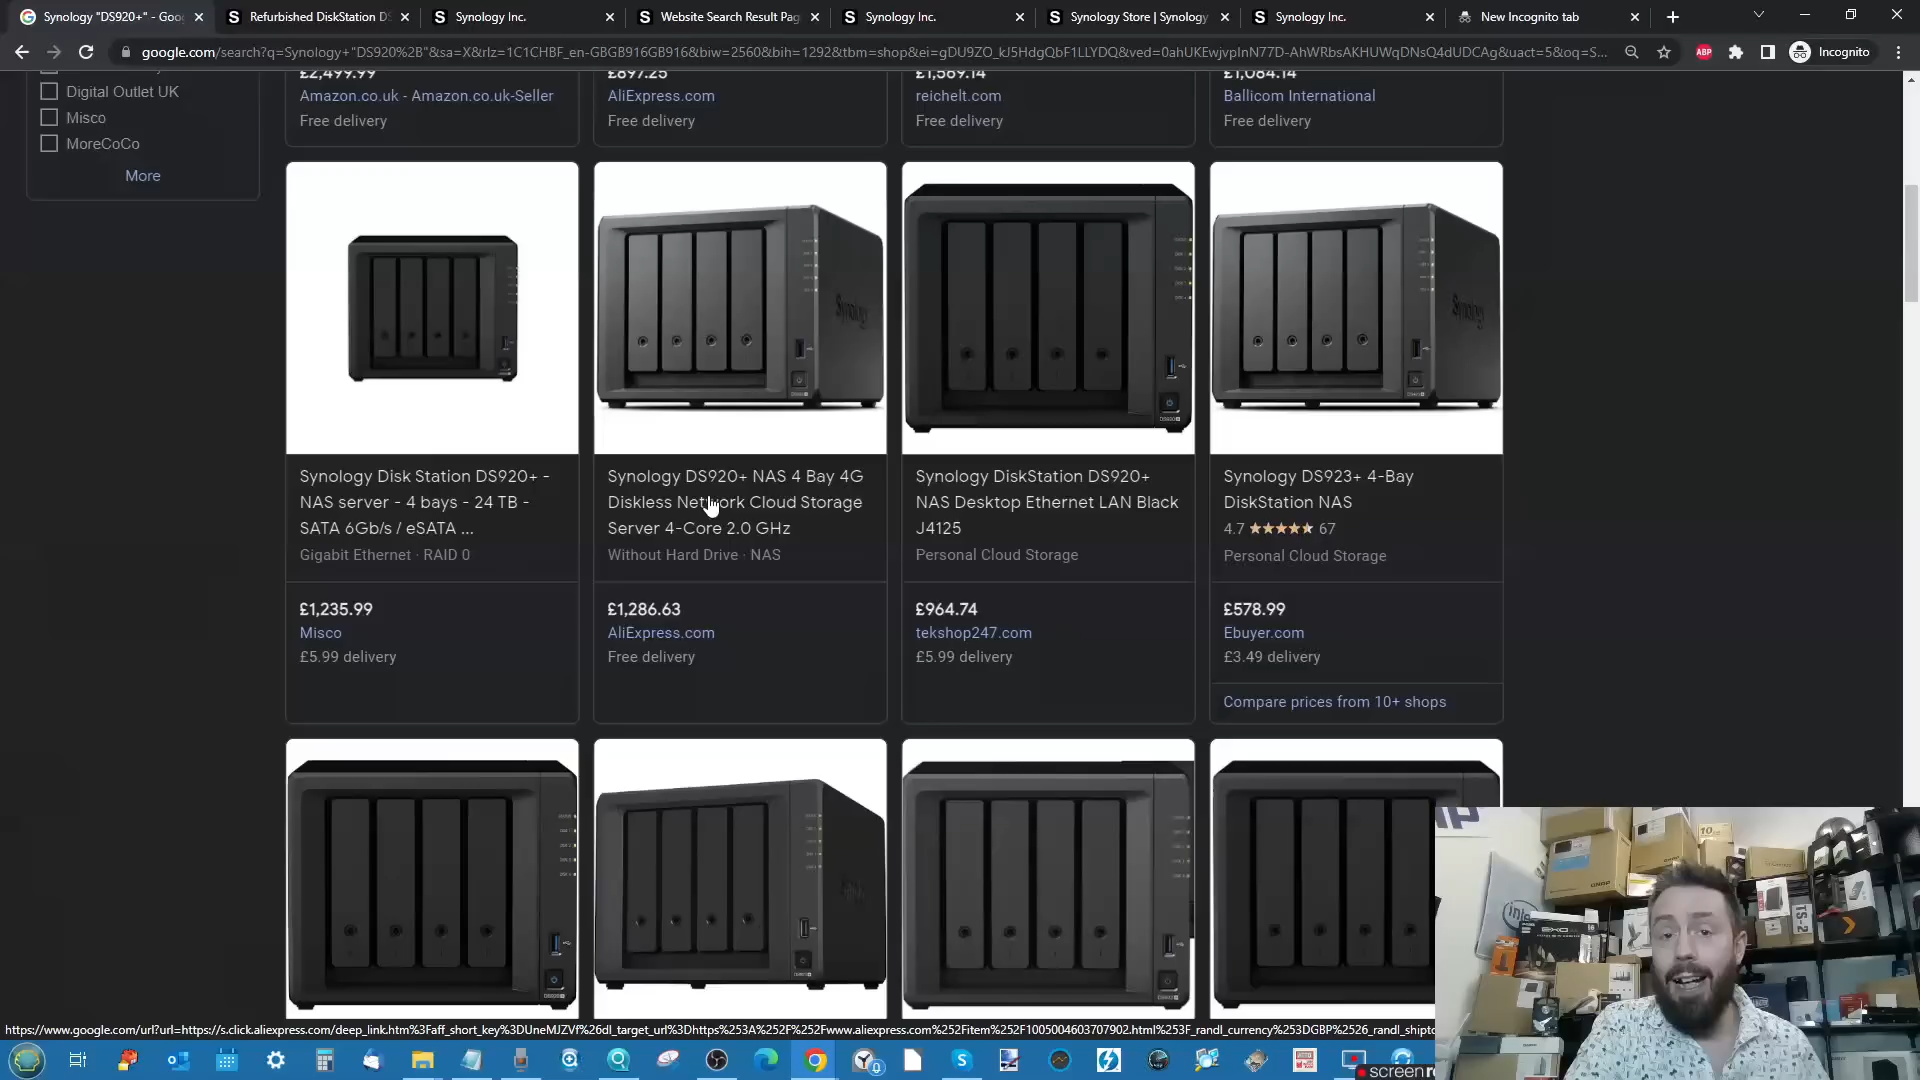 Synology "DS920+" - Goo
Refurbished DiskStation DS
Synology Inc.
Website Search Result Pag
Synology Inc.
Synology Store | Synology
Synology Inc.
New Incognito tab
google.com/search?q=Synology+"DS920%2B"&sa=X&rlz=1C1CHBF_en-GBGB916GB916&biw=2560&bih=1292&tbm=shop&ei=gDU9ZO_kJ5HdgQbF1LLYDQ&ved=0ahUKEwjvpInN77D-AhWRbsAKHUWqDNsQ4dUDCAg&uact=5&oq=S...
ABP
Incognito
£2,499.99
£897.25
£1,569.14
£1,084.14
Digital Outlet UK
Amazon.co.uk - Amazon.co.uk-Seller
AliExpress.com
reichelt.com
Ballicom International
Misco
Free delivery
Free delivery
Free delivery
Free delivery
MoreCoCo
More
Synology Disk Station DS920+ -
NAS server - 4 bays - 24 TB -
SATA 6Gb/s / eSATA ...
Gigabit Ethernet · RAID 0
£1,235.99
Misco
£5.99 delivery
Synology DS920+ NAS 4 Bay 4G
Diskless Network Cloud Storage
Server 4-Core 2.0 GHz
Without Hard Drive · NAS
£1,286.63
AliExpress.com
Free delivery
Synology DiskStation DS920+
NAS Desktop Ethernet LAN Black
J4125
Personal Cloud Storage
£964.74
tekshop247.com
£5.99 delivery
Synology DS923+ 4-Bay
DiskStation NAS
4.7 67
Personal Cloud Storage
£578.99
Ebuyer.com
£3.49 delivery
Compare prices from 10+ shops
Synology
Synology
https://www.google.com/url?url=https://s.click.aliexpress.com/deep_link.htm%3Faff_short_key%3DUneMJZVf%26dl_target_url%3Dhttps%253A%252F%252Fwww.aliexpress.com%252Fitem%252F1005004603707902.html%253F_randl_currency%253DGBP%2526_randl_shipto
intel
TS-2
screenre